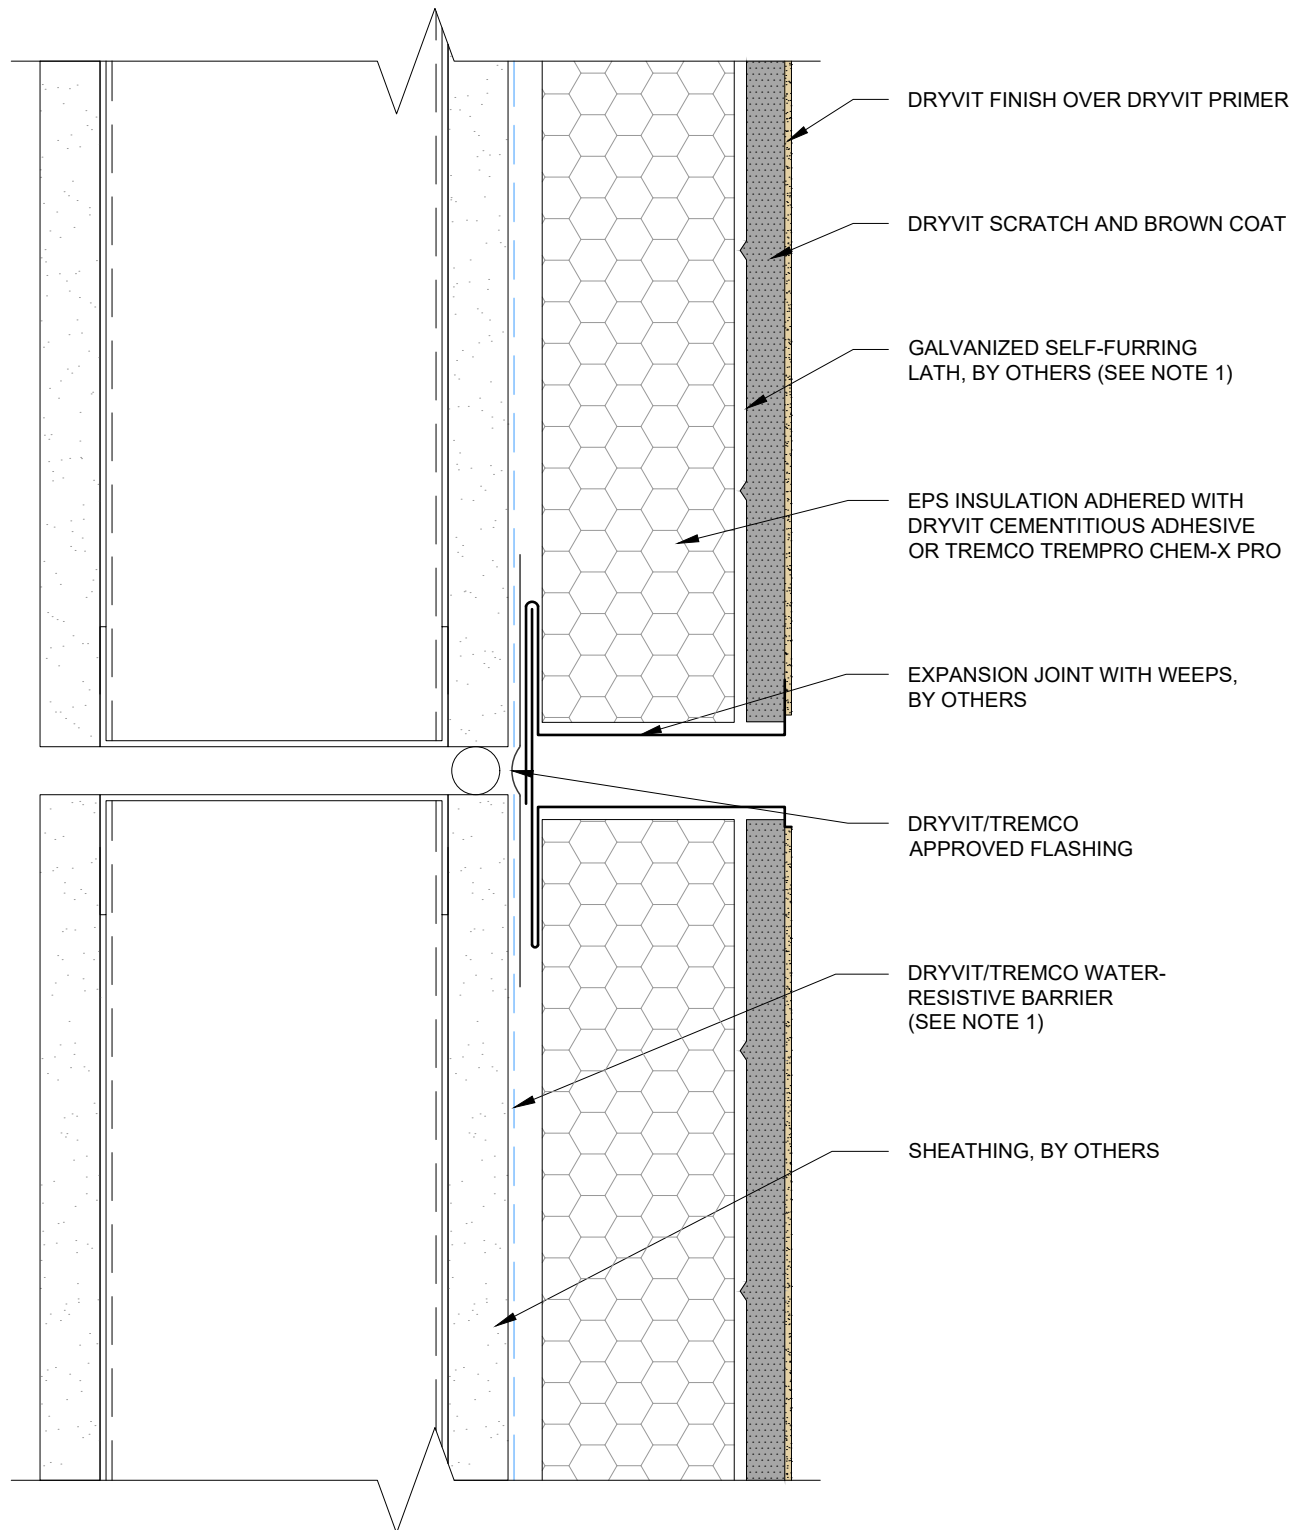 DRYVIT FINISH OVER DRYVIT PRIMER
DRYVIT SCRATCH AND BROWN COAT
GALVANIZED SELF-FURRING
LATH, BY OTHERS (SEE NOTE 1)
EPS INSULATION ADHERED WITH
DRYVIT CEMENTITIOUS ADHESIVE
OR TREMCO TREMPRO CHEM-X PRO
EXPANSION JOINT WITH WEEPS,
BY OTHERS
DRYVIT/TREMCO
APPROVED FLASHING
DRYVIT/TREMCO WATER-
RESISTIVE BARRIER
(SEE NOTE 1)
SHEATHING, BY OTHERS